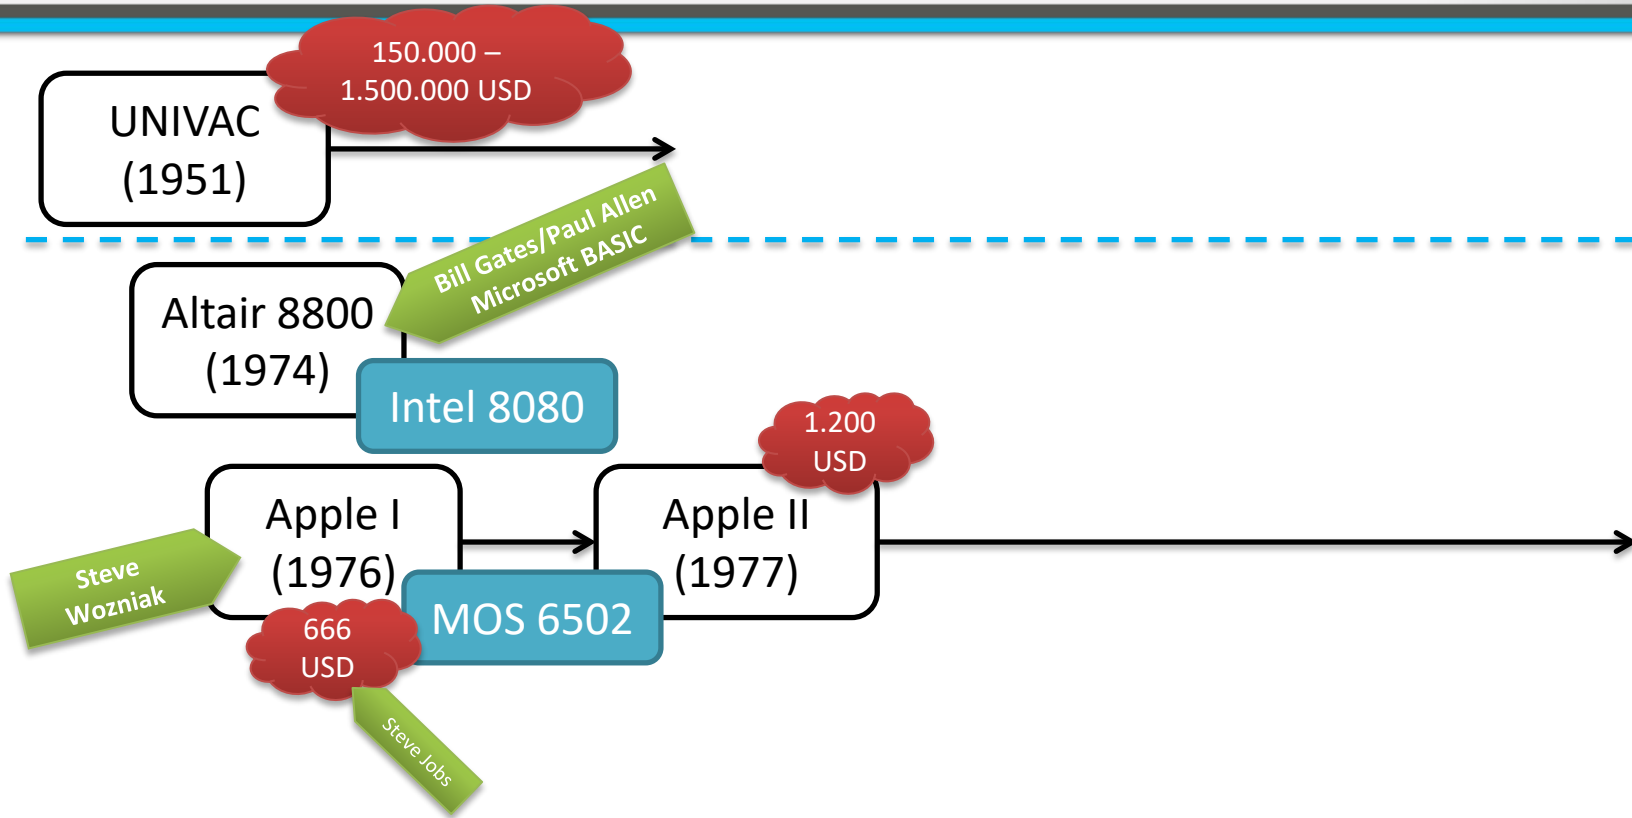 150.000 –
1.500.000 USD
UNIVAC
(1951)
Bill Gates/Paul Allen
Microsoft BASIC
Altair 8800
(1974)
Intel 8080
1.200
USD
Apple I
(1976)
Apple II
(1977)
Steve
Wozniak
MOS 6502
666
USD
Steve Jobs